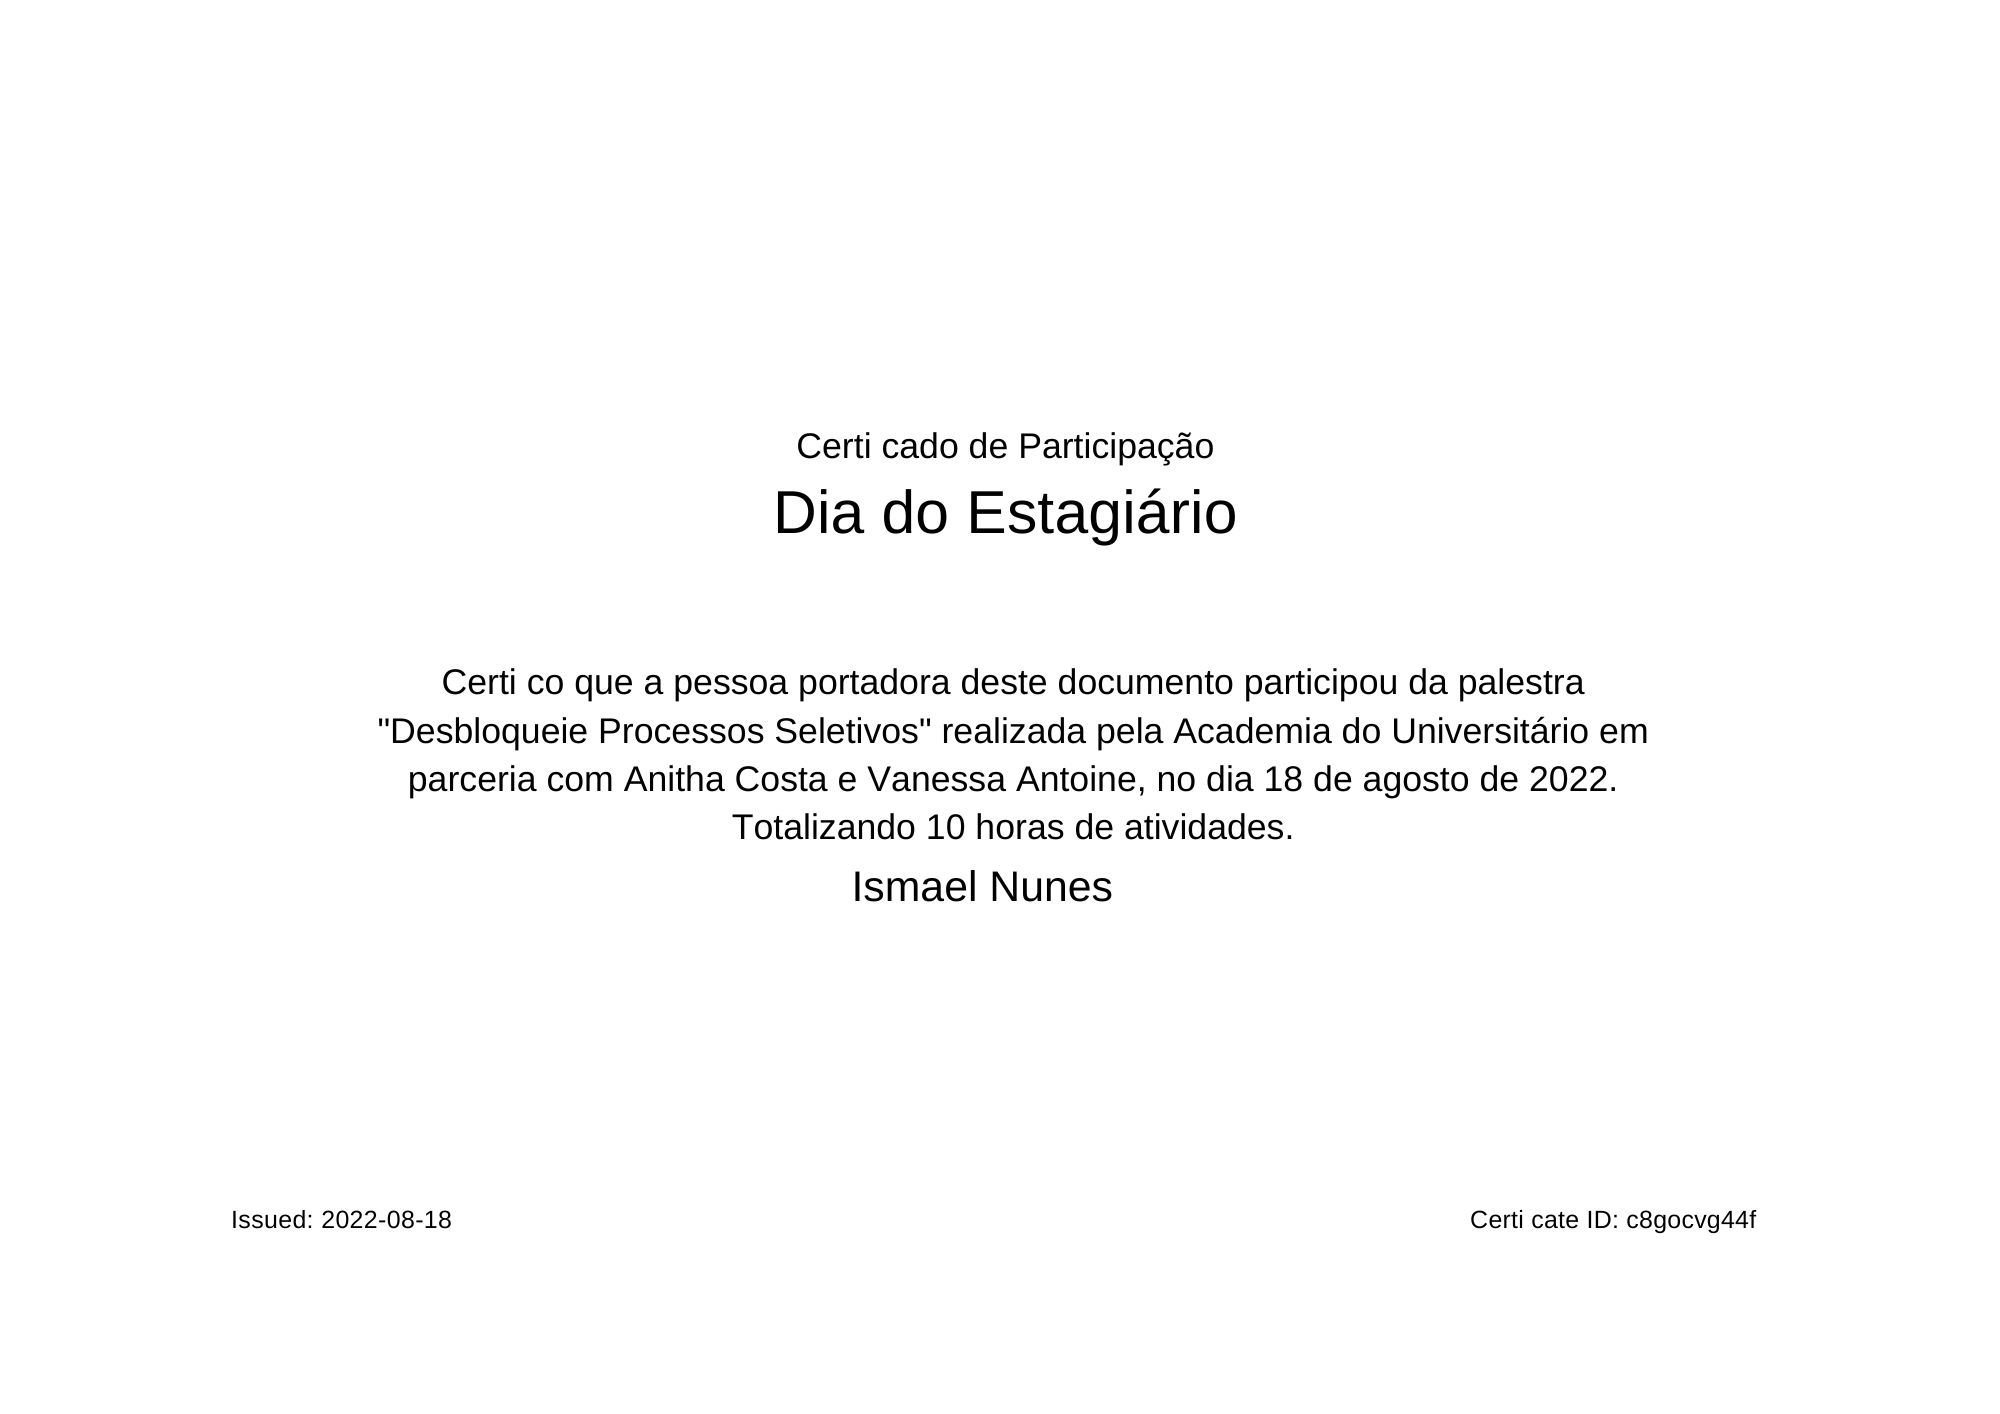 Certi cado de Participação
Dia do Estagiário
Certi co que a pessoa portadora deste documento participou da palestra
"Desbloqueie Processos Seletivos" realizada pela Academia do Universitário em
parceria com Anitha Costa e Vanessa Antoine, no dia 18 de agosto de 2022.
Totalizando 10 horas de atividades.
Ismael Nunes
Issued: 2022-08-18
Certi cate ID: c8gocvg44f